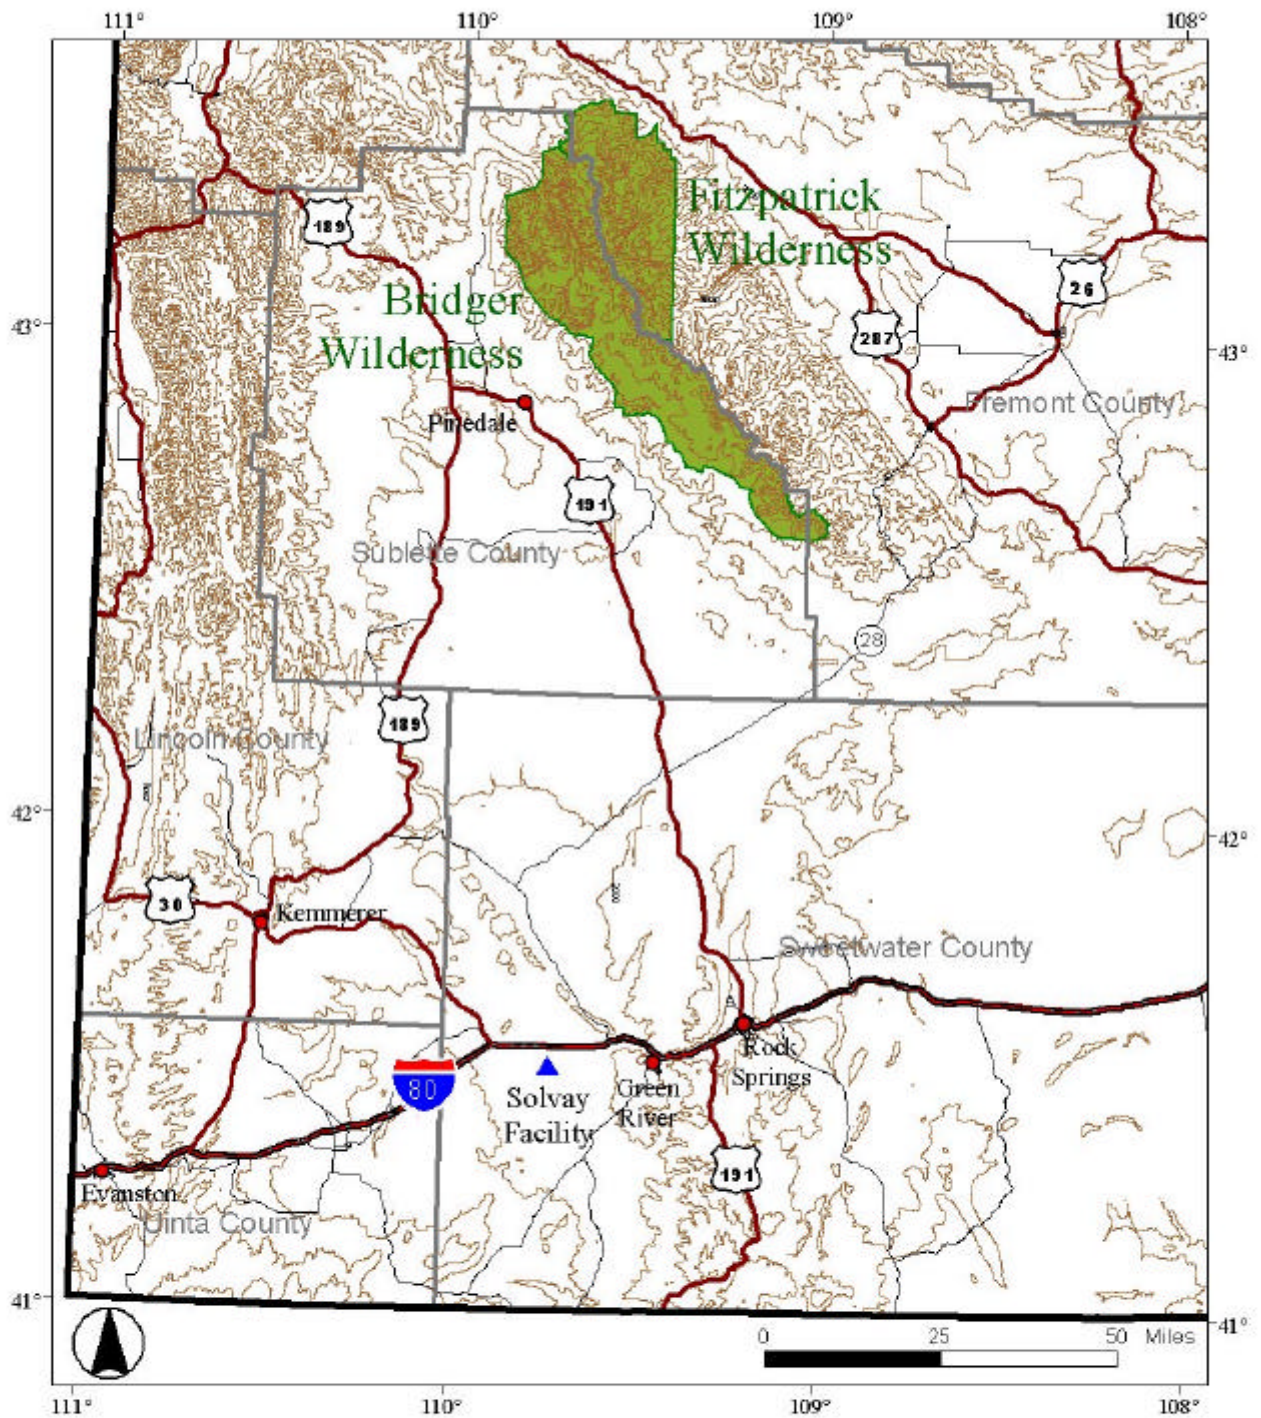 111°
110°
109°
108°
Fitzpatrick
Wilderness
189
26
Bridger
Wilderness
43°
287
43°
Fremont County
Pinedale
191
Sublette County
28
189
Lincoln County
42°
42°
30
Kemmerer
Sweetwater County
Rock
Springs
80
Solvay
Facility
Green
River
191
Evanston
Uinta County
41°
41°
0 25 50 Miles
111°
110°
109°
108°